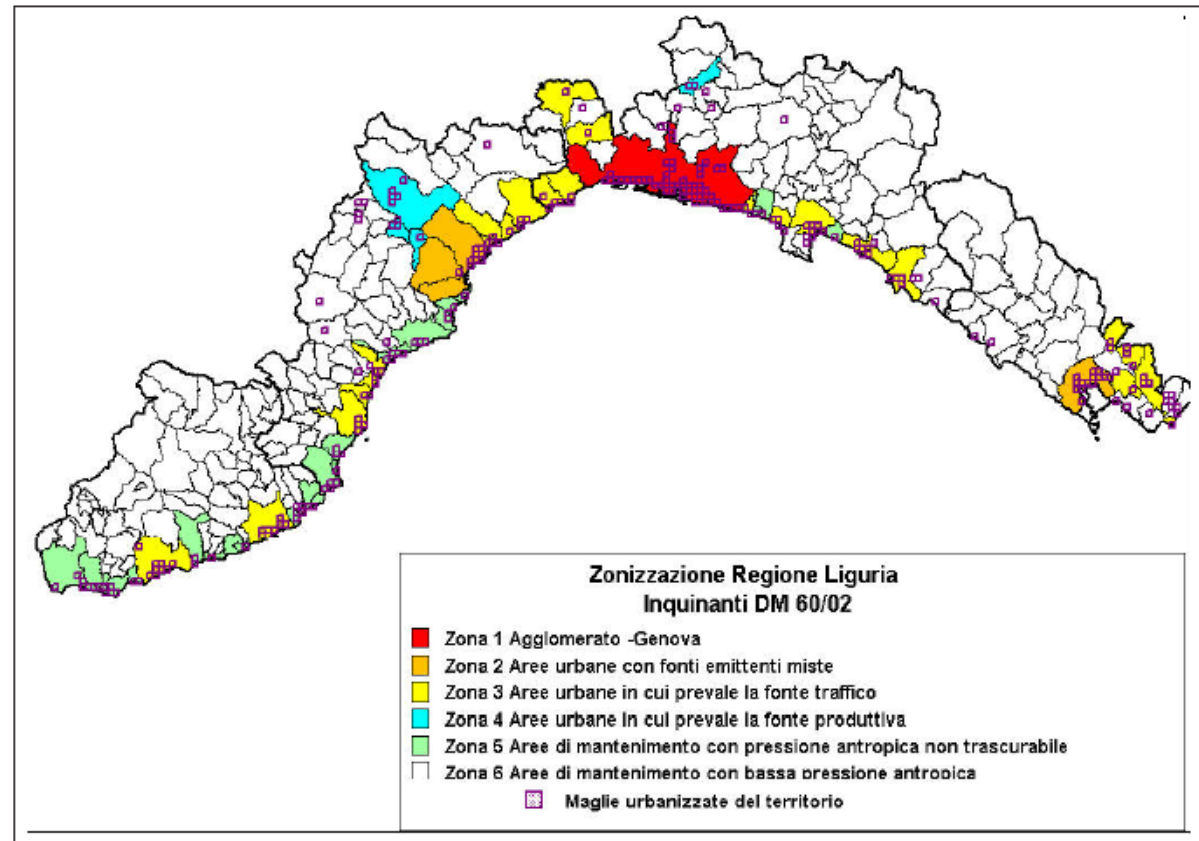 Zonizzazione Regione Liguria
Inquinanti DM 60/02
Zona 1 Agglomerato -Genova
Zona 2 Aree urbane con fonti emittenti miste
Zona 3 Aree urbane in cui prevale la fonte traffico
Zona 4 Aree urbane in cui prevale la fonte produttiva
Zona 5 Aree di mantenimento con pressione antropica non trascurabile
Zona 6 Aree di mantenimento con bassa pressione antropica
Maglie urbanizzate del territorio